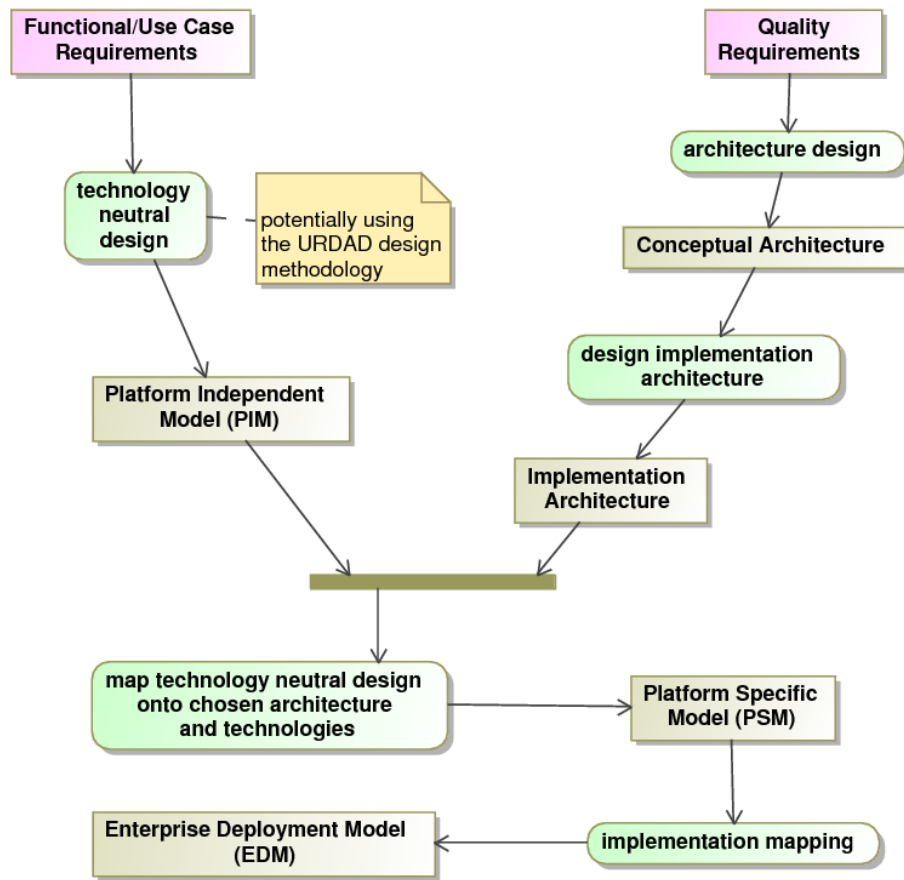 Functional/Use Case
Requirements
Quality
Requirements
architecture design
technology
neutral
design
potentially using
the URDAD design
methodology
Conceptual Architecture
design implementation
architecture
Platform Independent
Model (PIM)
Implementation
Architecture
map technology neutral design
onto chosen architecture
and technologies
Platform Specific
Model (PSM)
Enterprise Deployment Model
(EDM)
implementation mapping